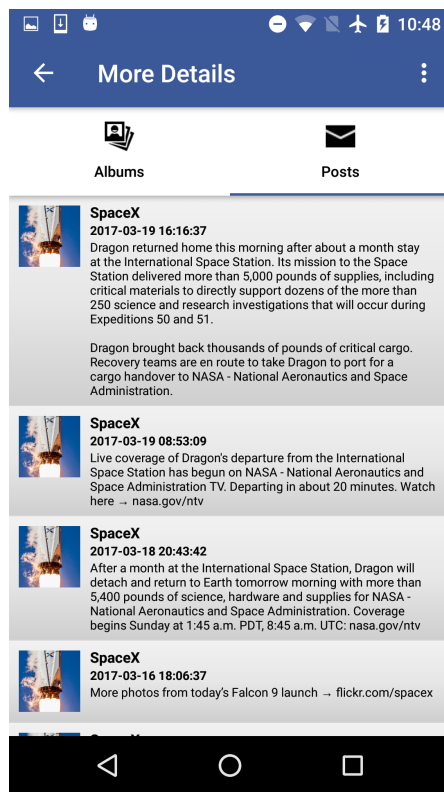 10:48
More Details
Albums
Posts
SpaceX
2017-03-19 16:16:37
Dragon returned home this morning after about a month stay
at the International Space Station. Its mission to the Space
Station delivered more than 5,000 pounds of supplies, including
critical materials to directly support dozens of the more than
250 science and research investigations that will occur during
Expeditions 50 and 51.
Dragon brought back thousands of pounds of critical cargo.
Recovery teams are en route to take Dragon to port for a
cargo handover to NASA - National Aeronautics and Space
Administration.
SpaceX
2017-03-19 08:53:09
Live coverage of Dragon's departure from the International
Space Station has begun on NASA - National Aeronautics and
Space Administration TV. Departing in about 20 minutes. Watch
here → nasa.gov/ntv
SpaceX
2017-03-18 20:43:42
After a month at the International Space Station, Dragon will
detach and return to Earth tomorrow morning with more than
5,400 pounds of science, hardware and supplies for NASA -
National Aeronautics and Space Administration. Coverage
begins Sunday at 1:45 a.m. PDT, 8:45 a.m. UTC: nasa.gov/ntv
SpaceX
2017-03-16 18:06:37
More photos from today's Falcon 9 launch → flickr.com/spacex